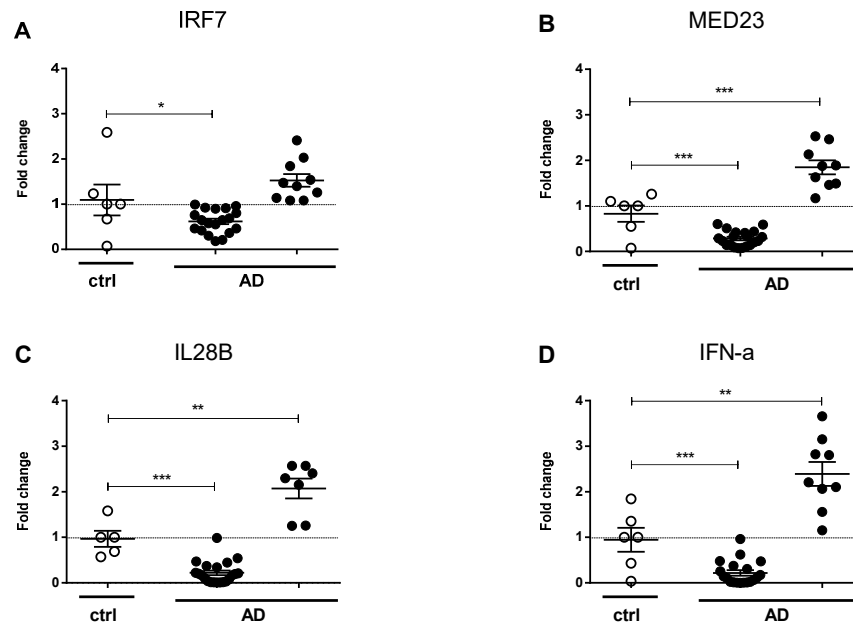 A
IRF7
Fold change
4
3
2
1
0
*
ctrl
AD
B
MED23
Fold change
4
3
2
1
0
***
***
ctrl
AD
C
IL28B
Fold change
4
3
2
1
0
**
***
ctrl
AD
D
IFN-a
Fold change
4
3
2
1
0
**
***
ctrl
AD